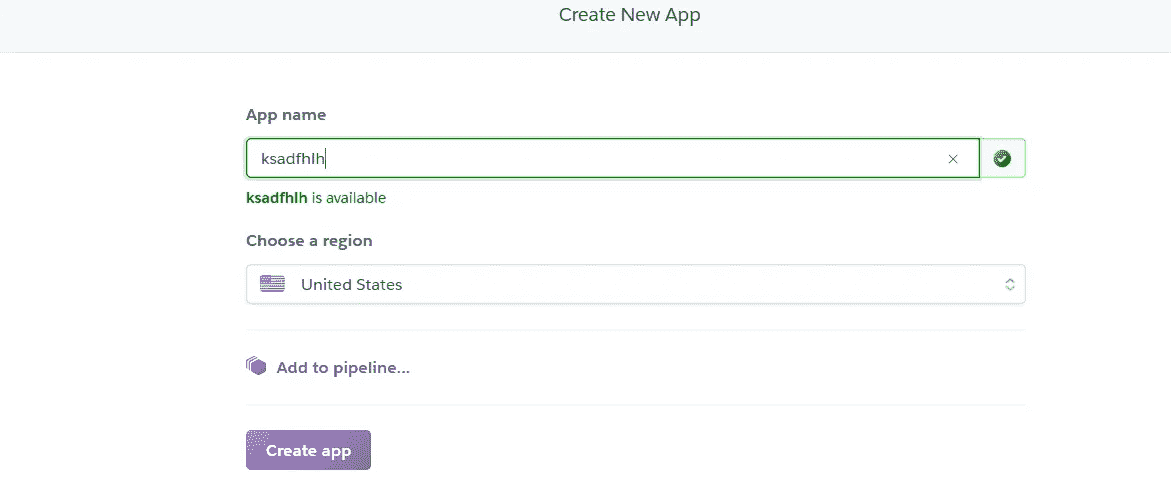 Create New App
App name
ksadfhlh
ksadfhlh is available
Choose a region
United States
Add to pipeline...
Create app